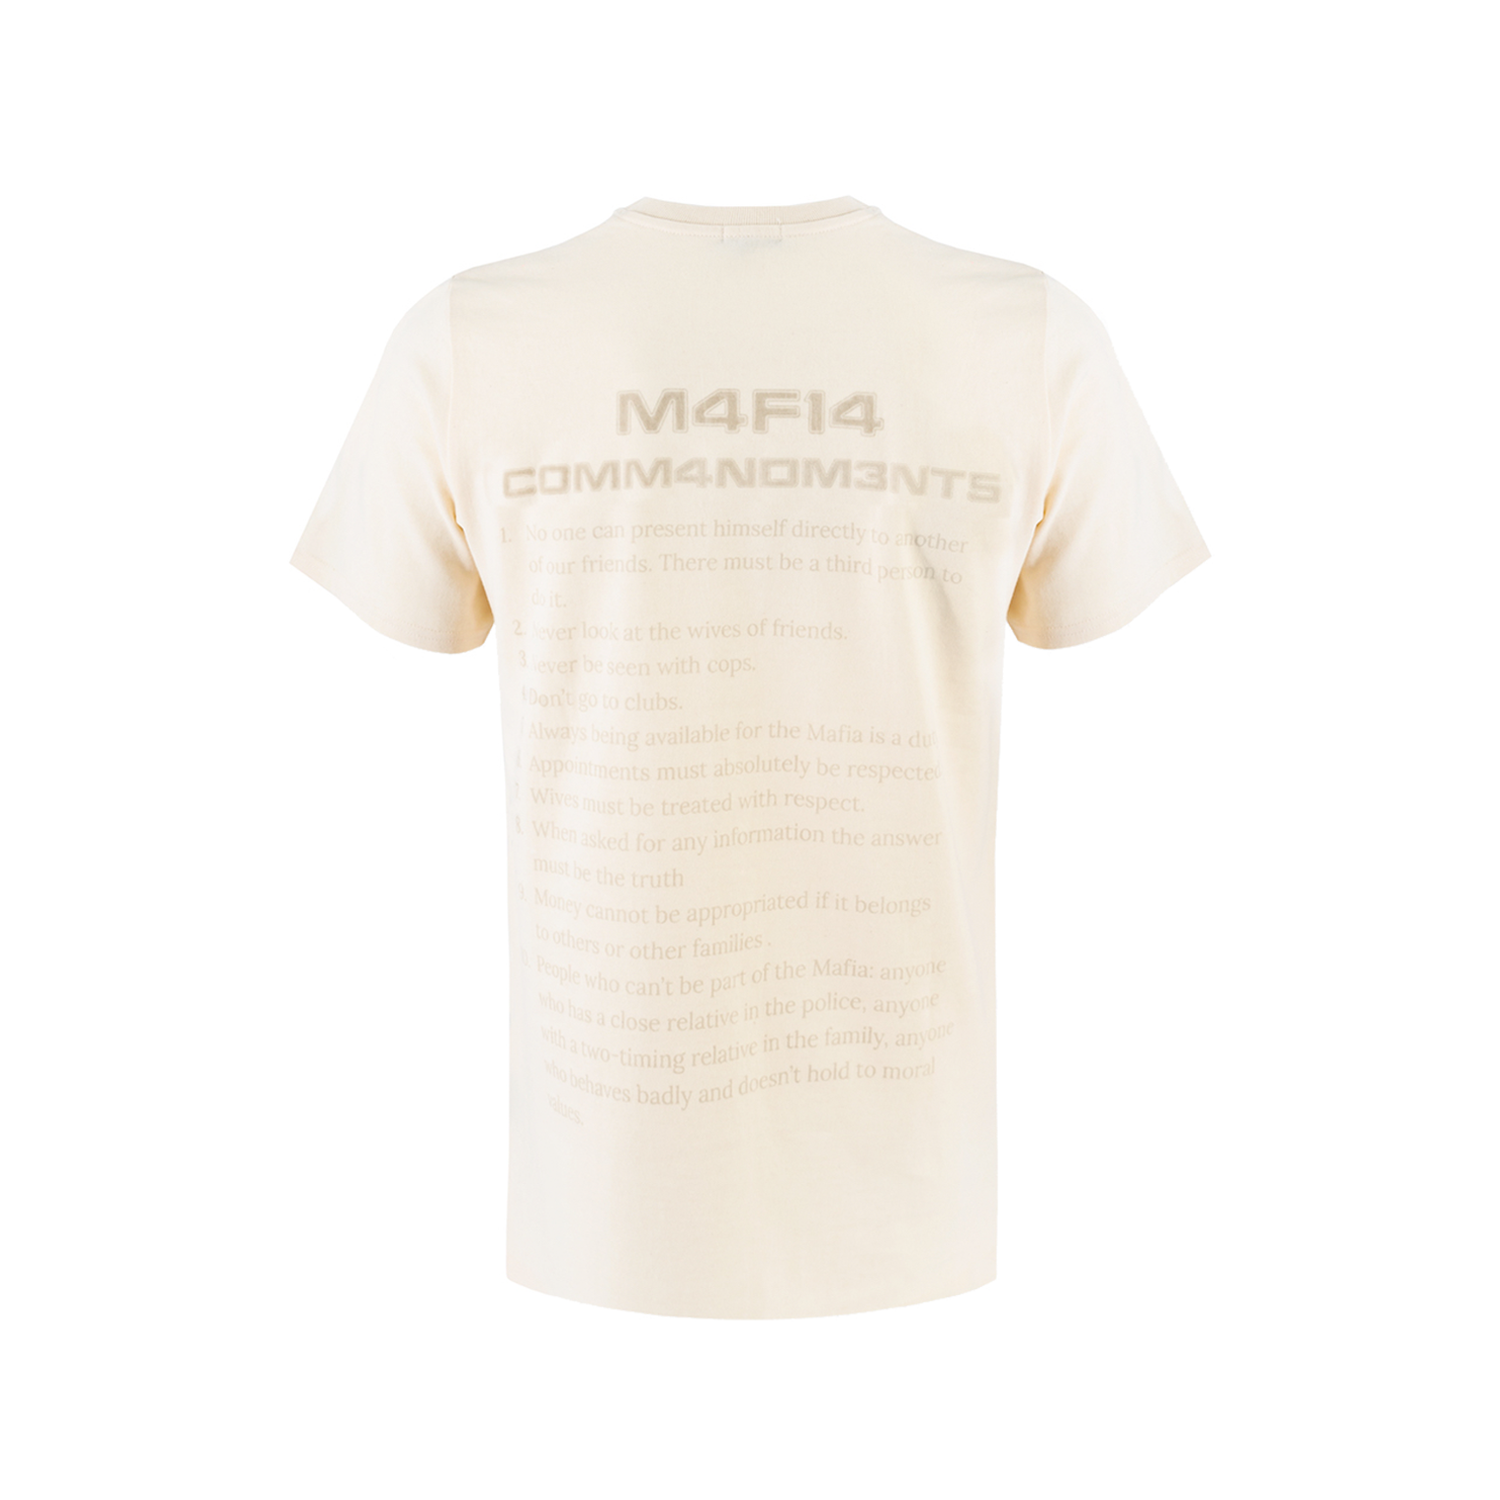 M4F14
COMM4NDM3NTS
1. No one can present himself directly to another
of our friends. There must be a third person to
do it.
2. Never look at the wives of friends.
3 Never be seen with cops.
Don't go to clubs.
Always being available for the Mafia is a
Appointments must absolutely be respected
Wives must be treated with respect.
8. When asked for any information the answer
must be the truth
9. Money cannot be appropriated if it belongs
to others or other families .
People who can't be part of the Mafia: anyone
who has a close relative in the police, anyone
with a two-timing relative in the family, anyone
who behaves badly and doesn't hold to moral
values.